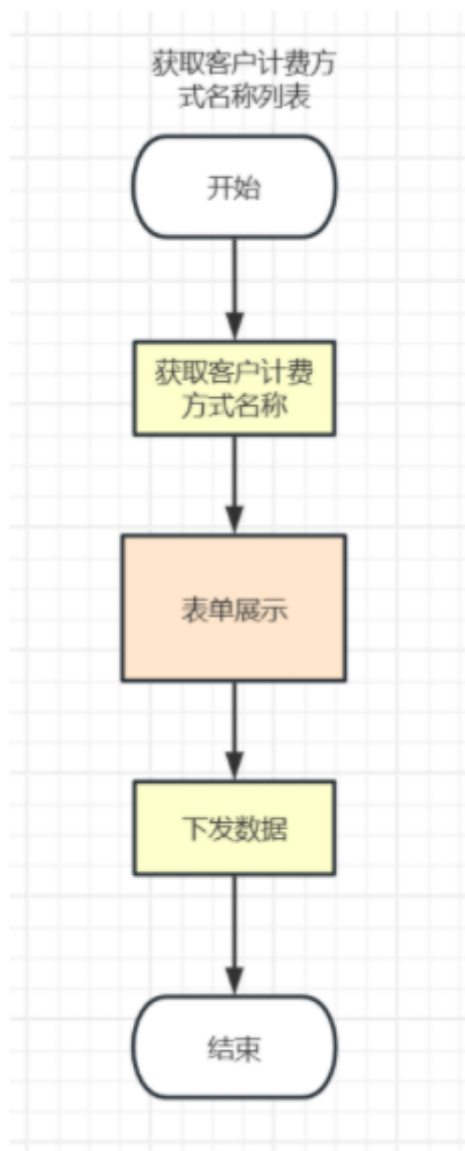 获取客户计费方
式名称列表
开始
获取客户计费
方式名称
表单展示
下发数据
结束